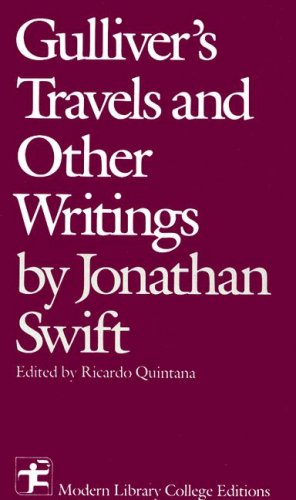 Gulliver's
Travels and
Other
Writings
by Jonathan
Swift
Edited by Ricardo Quintana
Modern Library College Editions